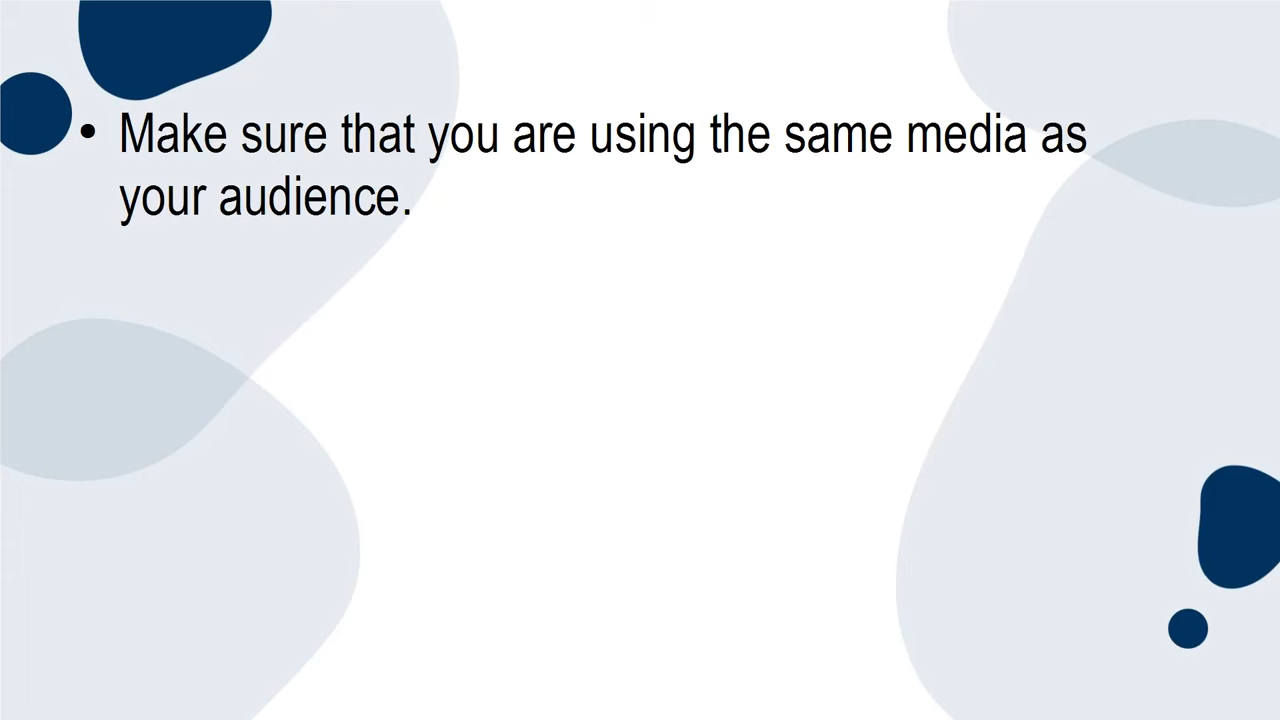 • Make sure that you are using the same media as
your audience.